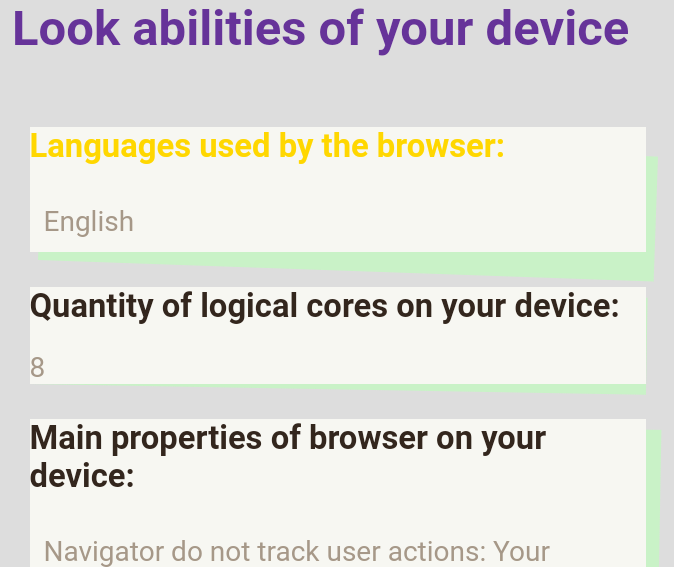 Look abilities of your device
Languages used by the browser:
English
Quantity of logical cores on your device:
8
Main properties of browser on your
device:
Navigator do not track user actions: Your